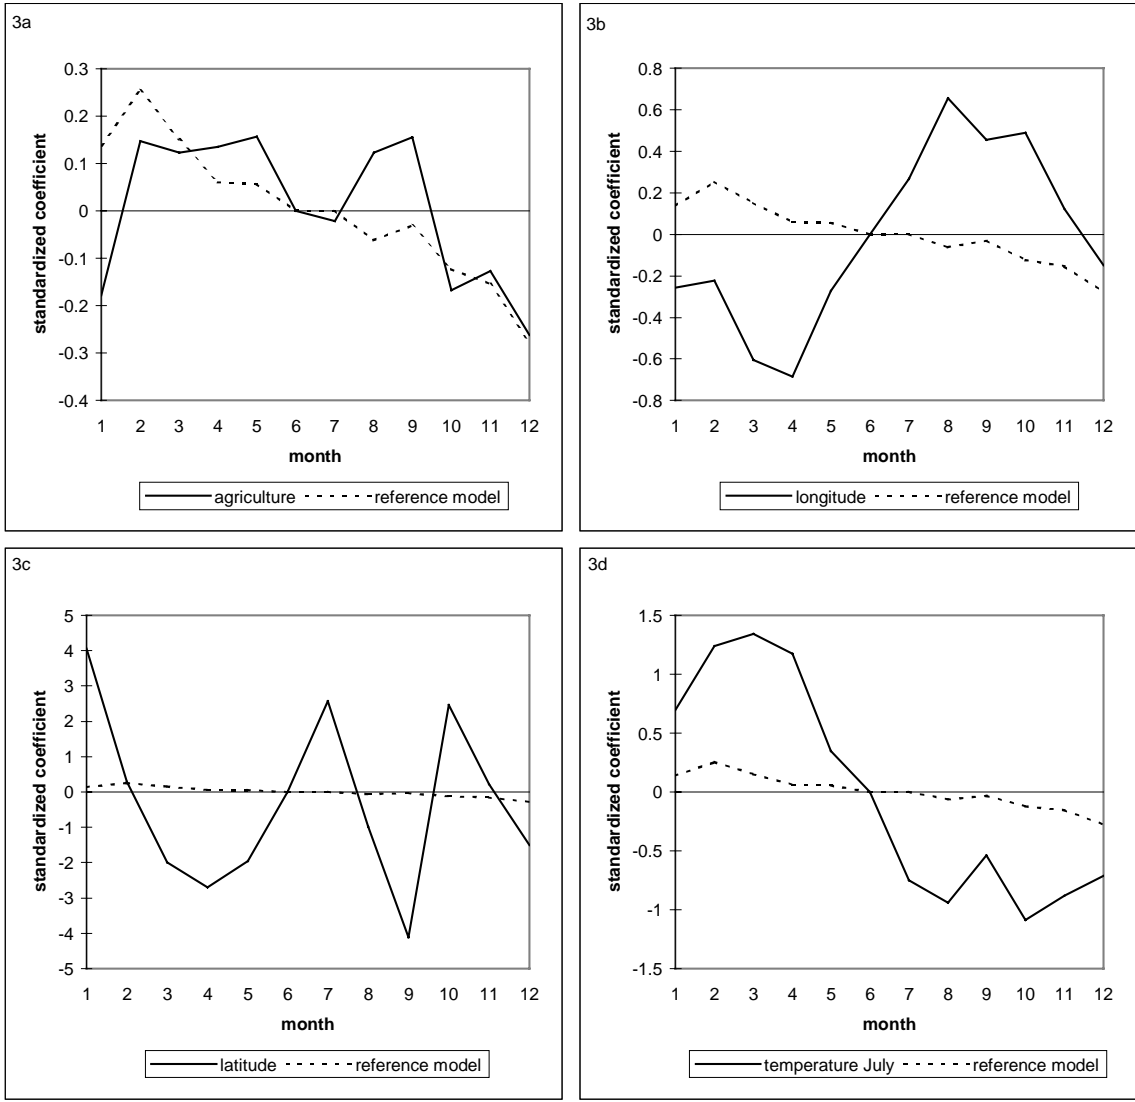 3a
0.3
0.2
0.1
0
-0.1
-0.2
-0.3
-0.4
standardized coefficient
1 2 3 4 5 6 7 8 9 10 11 12
month
agriculture reference model
3b
0.8
0.6
0.4
0.2
0
-0.2
-0.4
-0.6
-0.8
standardized coefficient
1 2 3 4 5 6 7 8 9 10 11 12
month
longitude reference model
3c
5
4
3
2
1
0
-1
-2
-3
-4
-5
standardized coefficient
1 2 3 4 5 6 7 8 9 10 11 12
month
latitude reference model
3d
1.5
1
0.5
0
-0.5
-1
-1.5
standardized coefficient
1 2 3 4 5 6 7 8 9 10 11 12
month
temperature July reference model